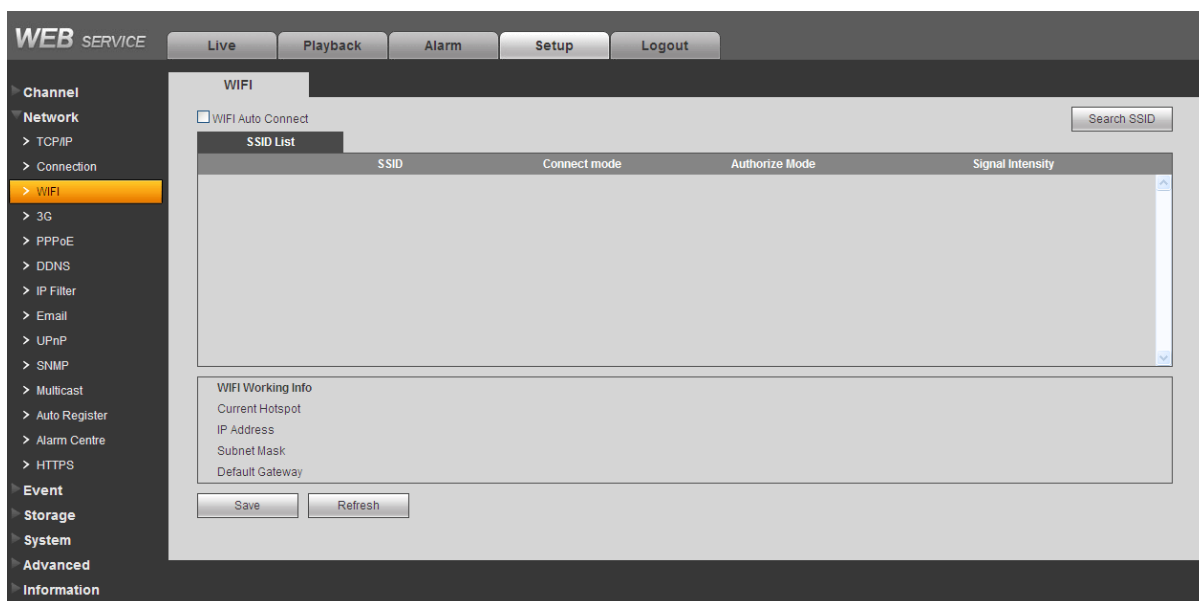 WEB SERVICE
Live Playback Alarm Setup Logout
Channel
Network
> TCP/IP
> Connection
> WIFI
> 3G
> PPPoE
> DDNS
> IP Filter
> Email
> UPnP
> SNMP
> Multicast
> Auto Register
> Alarm Centre
> HTTPS
Event
Storage
System
Advanced
Information
WIFI
WIFI Auto Connect
Search SSID
SSID List
SSID Connect mode Authorize Mode Signal Intensity
WIFI Working Info
Current Hotspot
IP Address
Subnet Mask
Default Gateway
Save Refresh